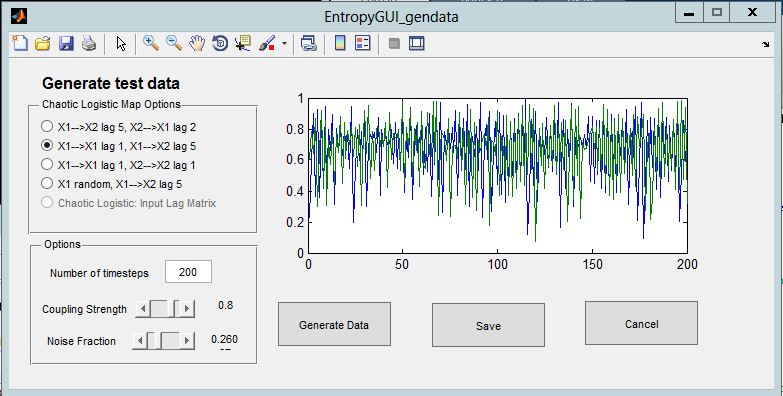 EntropyGUI_gendata
Generate test data
Chaotic Logistic Map Options
X1-->X2 lag 5, X2-->X1 lag 2
X1-->X1 lag 1, X1-->X2 lag 5
X1-->X1 lag 1, X2-->X2 lag 1
X1 random, X1-->X2 lag 5
Chaotic Logistic: Input Lag Matrix
Options
Number of timesteps 200
Coupling Strength 0.8
Noise Fraction 0.260
1
0.8
0.6
0.4
0.2
0
0 50 100 150 200
Generate Data Save Cancel